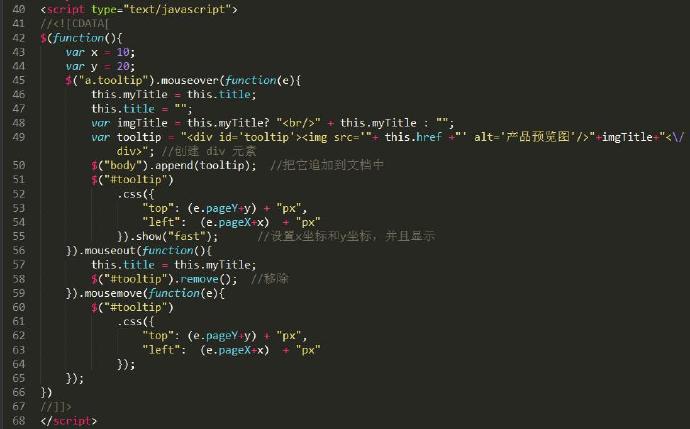 40 <script type="text/javascript">
41 //<![CDATA[
42 $(function(){
43     var x = 10;
44     var y = 20;
45     $("a.tooltip").mouseover(function(e){
46         this.myTitle = this.title;
47         this.title = "";
48         var imgTitle = this.myTitle? "<br/>" + this.myTitle : "";
49         var tooltip = "<div id='tooltip'><img src='"+ this.href +"' alt='产品预览图'/>"+imgTitle+"<\/
            div>"; //创建 div 元素
50         $("body").append(tooltip);  //把它追加到文档中
51         $("#tooltip")
52             .css({
53                 "top": (e.pageY+y) + "px",
54                 "left":  (e.pageX+x)  + "px"
55             }).show("fast");      //设置x坐标和y坐标，并且显示
56     }).mouseout(function(){
57         this.title = this.myTitle;
58         $("#tooltip").remove();  //移除
59     }).mousemove(function(e){
60         $("#tooltip")
61             .css({
62                 "top": (e.pageY+y) + "px",
63                 "left":  (e.pageX+x)  + "px"
64             });
65     });
66 })
67 //]]>
68 </script>